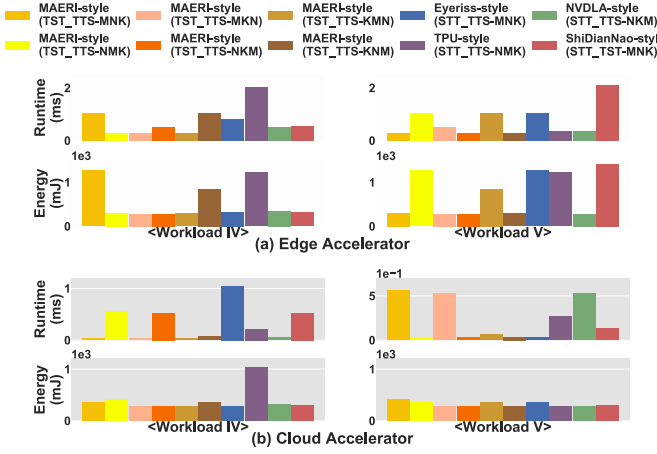 MAERI-style
(TST_TTS-MNK)
MAERI-style
(TST_TTS-MKN)
MAERI-style
(TST_TTS-KMN)
Eyeriss-style
(STT_TTS-MNK)
NVDLA-style
(STT_TTS-NKM)
MAERI-style
(TST_TTS-NMK)
MAERI-style
(TST_TTS-NKM)
MAERI-style
(TST_TTS-KNM)
TPU-style
(STT_TTS-NMK)
ShiDianNao-style
(STT_TST-MNK)
Runtime
(ms)
2
0
2
0
Energy
(mJ)
1e3
1
0
1e3
1
0
<Workload IV>
<Workload V>
(a) Edge Accelerator
Runtime
(ms)
1
0
1e−1
5
0
Energy
(mJ)
1e3
1
0
1e3
1
0
<Workload IV>
<Workload V>
(b) Cloud Accelerator